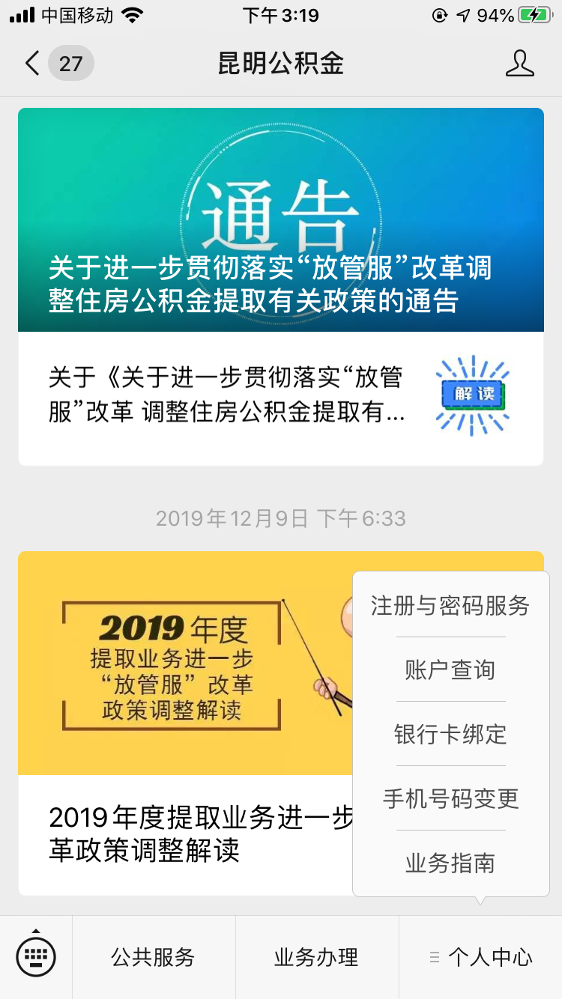 中国移动
下午3:19
94%
27
昆明公积金
通告
关于进一步贯彻落实“放管服”改革调
整住房公积金提取有关政策的通告
关于《关于进一步贯彻落实“放管
服”改革 调整住房公积金提取有...
解读
2019年12月9日 下午6:33
2019年度
提取业务进一步
“放管服”改革
政策调整解读
2019年度提取业务进一步
革政策调整解读
注册与密码服务
账户查询
银行卡绑定
手机号码变更
业务指南
公共服务
业务办理
个人中心